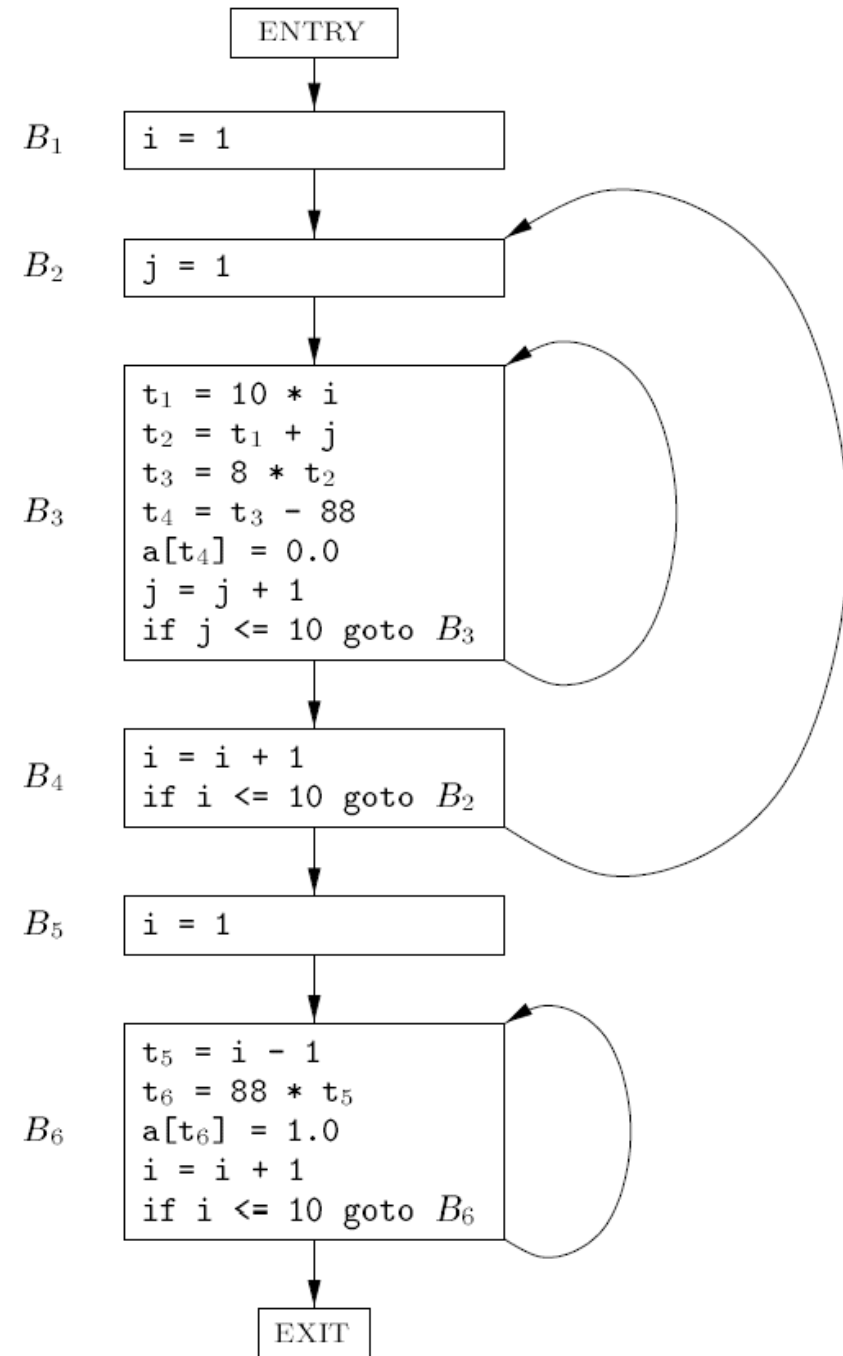 ENTRY
B₁
i = 1
B₂
j = 1
B₃
t₁ = 10 * i
t₂ = t₁ + j
t₃ = 8 * t₂
t₄ = t₃ - 88
a[t₄] = 0.0
j = j + 1
if j <= 10 goto B₃
B₄
i = i + 1
if i <= 10 goto B₂
B₅
i = 1
B₆
t₅ = i - 1
t₆ = 88 * t₅
a[t₆] = 1.0
i = i + 1
if i <= 10 goto B₆
EXIT